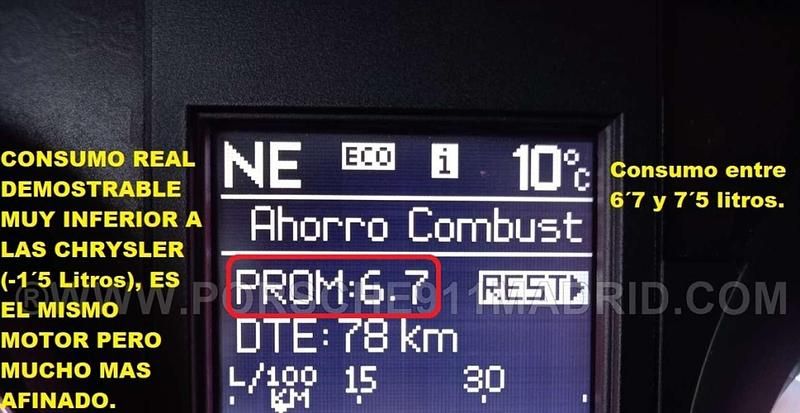 CONSUMO REAL
DEMOSTRABLE
MUY INFERIOR A
LAS CHRYSLER
(-1´5 Litros), ES
EL MISMO
MOTOR PERO
MUCHO MAS
AFINADO.
NE ECO i 10°C
Ahorro Combust
PROM:6.7 REST
DTE: 78 km
L/100 KM 15 30
Consumo entre
6´7 y 7´5 litros.
®WWW.PORSCHE911MADRID.COM